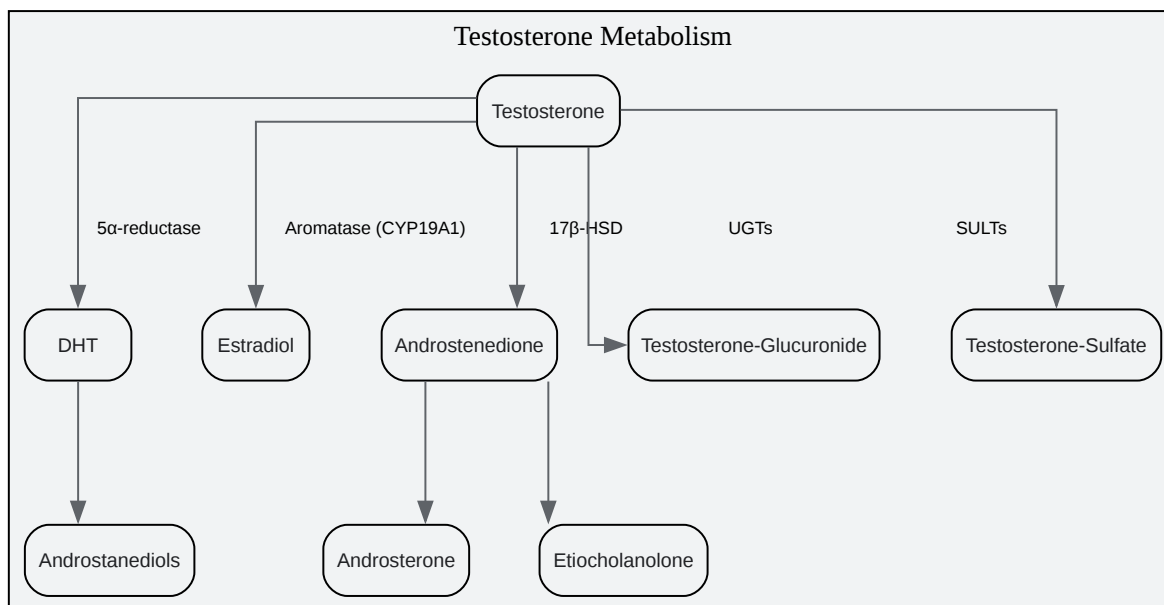 Testosterone Metabolism
Testosterone
5α-reductase
Aromatase (CYP19A1)
17β-HSD
UGTs
SULTs
DHT
Estradiol
Androstenedione
Testosterone-Glucuronide
Testosterone-Sulfate
Androstanediols
Androsterone
Etiocholanolone